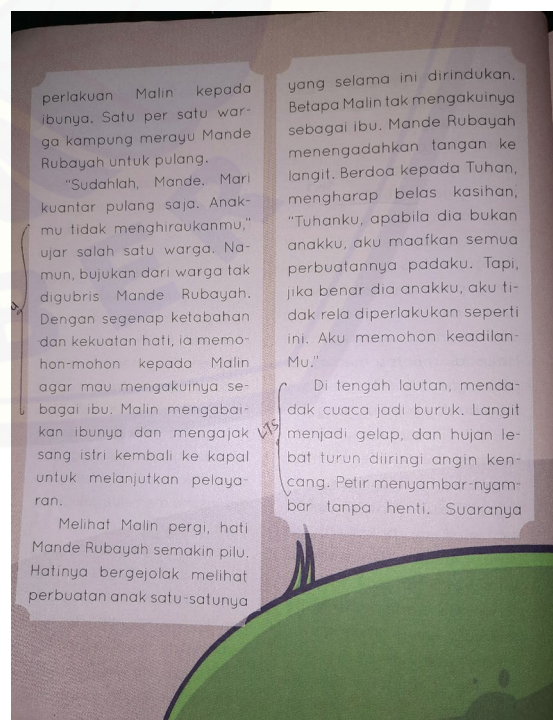 perlakuan Malin kepada
ibunya. Satu per satu war-
ga kampung merayu Mande
Rubayah untuk pulang.
"Sudahlah, Mande. Mari
kuantar pulang saja. Anak-
mu tidak menghiraukanmu,"
ujar salah satu warga. Na-
mun, bujukan dari warga tak
digubris Mande Rubayah.
Dengan segenap ketabahan
dan kekuatan hati, ia memo-
hon-mohon kepada Malin
agar mau mengakuinya se-
bagai ibu. Malin mengabai-
kan ibunya dan mengajak
sang istri kembali ke kapal
untuk melanjutkan pelaya-
ran.
Melihat Malin pergi, hati
Mande Rubayah semakin pilu.
Hatinya bergejolak melihat
perbuatan anak satu-satunya
yang selama ini dirindukan.
Betapa Malin tak mengakuinya
sebagai ibu. Mande Rubayah
menengadahkan tangan ke
langit. Berdoa kepada Tuhan,
mengharap belas kasihan,
"Tuhanku, apabila dia bukan
anakku, aku maafkan semua
perbuatannya padaku. Tapi,
jika benar dia anakku, aku ti-
dak rela diperlakukan seperti
ini. Aku memohon keadilan-
Mu."
LTS
Di tengah lautan, menda-
dak cuaca jadi buruk. Langit
menjadi gelap, dan hujan le-
bat turun diiringi angin ken-
cang. Petir menyambar-nyam-
bar tanpa henti. Suaranya